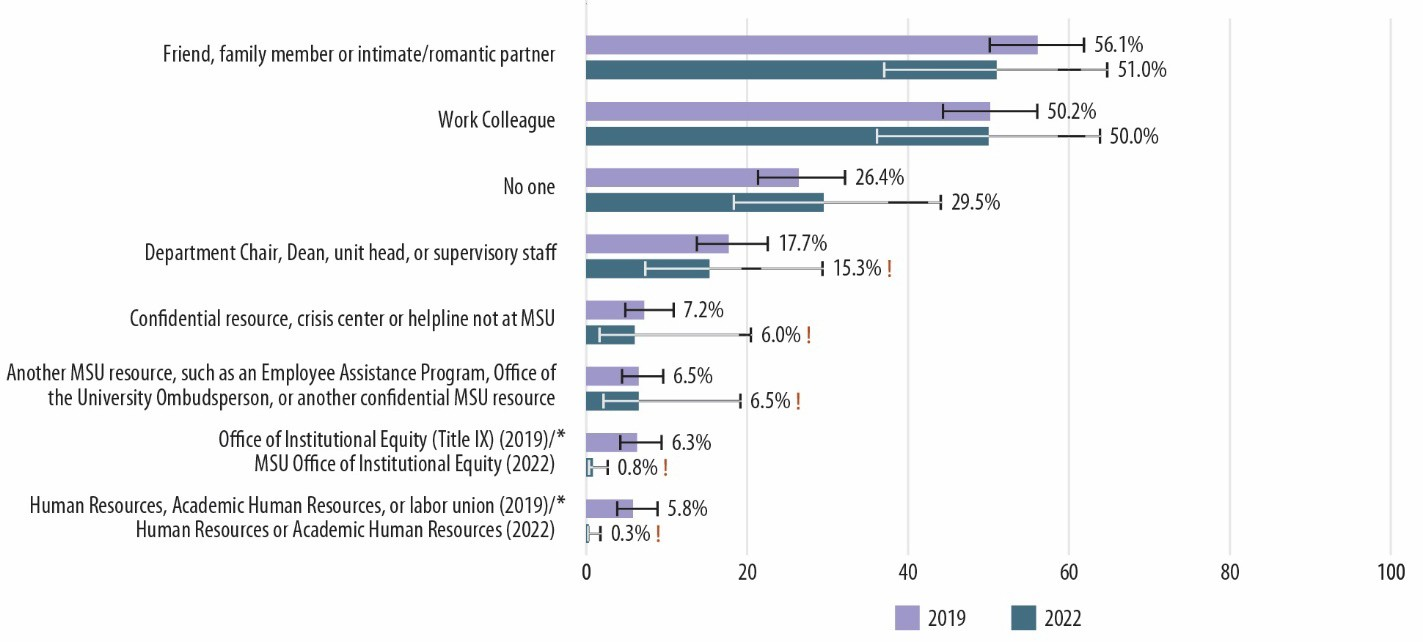 Friend, family member or intimate/romantic partner
56.1%
51.0%
Work Colleague
50.2%
50.0%
No one
26.4%
29.5%
Department Chair, Dean, unit head, or supervisory staff
17.7%
15.3% !
Confidential resource, crisis center or helpline not at MSU
7.2%
6.0% !
Another MSU resource, such as an Employee Assistance Program, Office of
the University Ombudsperson, or another confidential MSU resource
6.5%
6.5% !
Office of Institutional Equity (Title IX) (2019)/*
MSU Office of Institutional Equity (2022)
6.3%
0.8% !
Human Resources, Academic Human Resources, or labor union (2019)/*
Human Resources or Academic Human Resources (2022)
5.8%
0.3% !
0 20 40 60 80 100
2019 2022